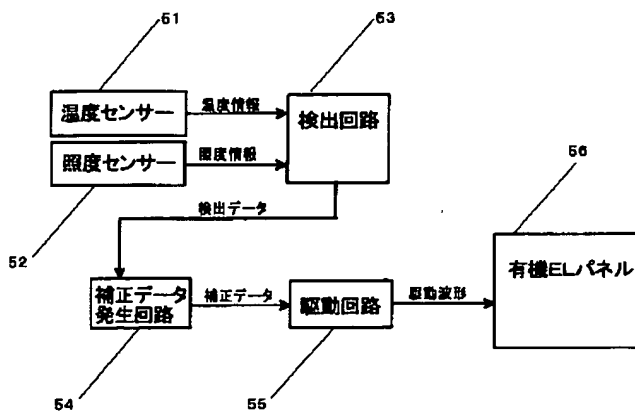 51
53
温度センサー
温度情報
検出回路
照度センサー
照度情報
56
52
検出データ
有機ELパネル
補正データ
発生回路
補正データ
駆動回路
駆動波形
54
55